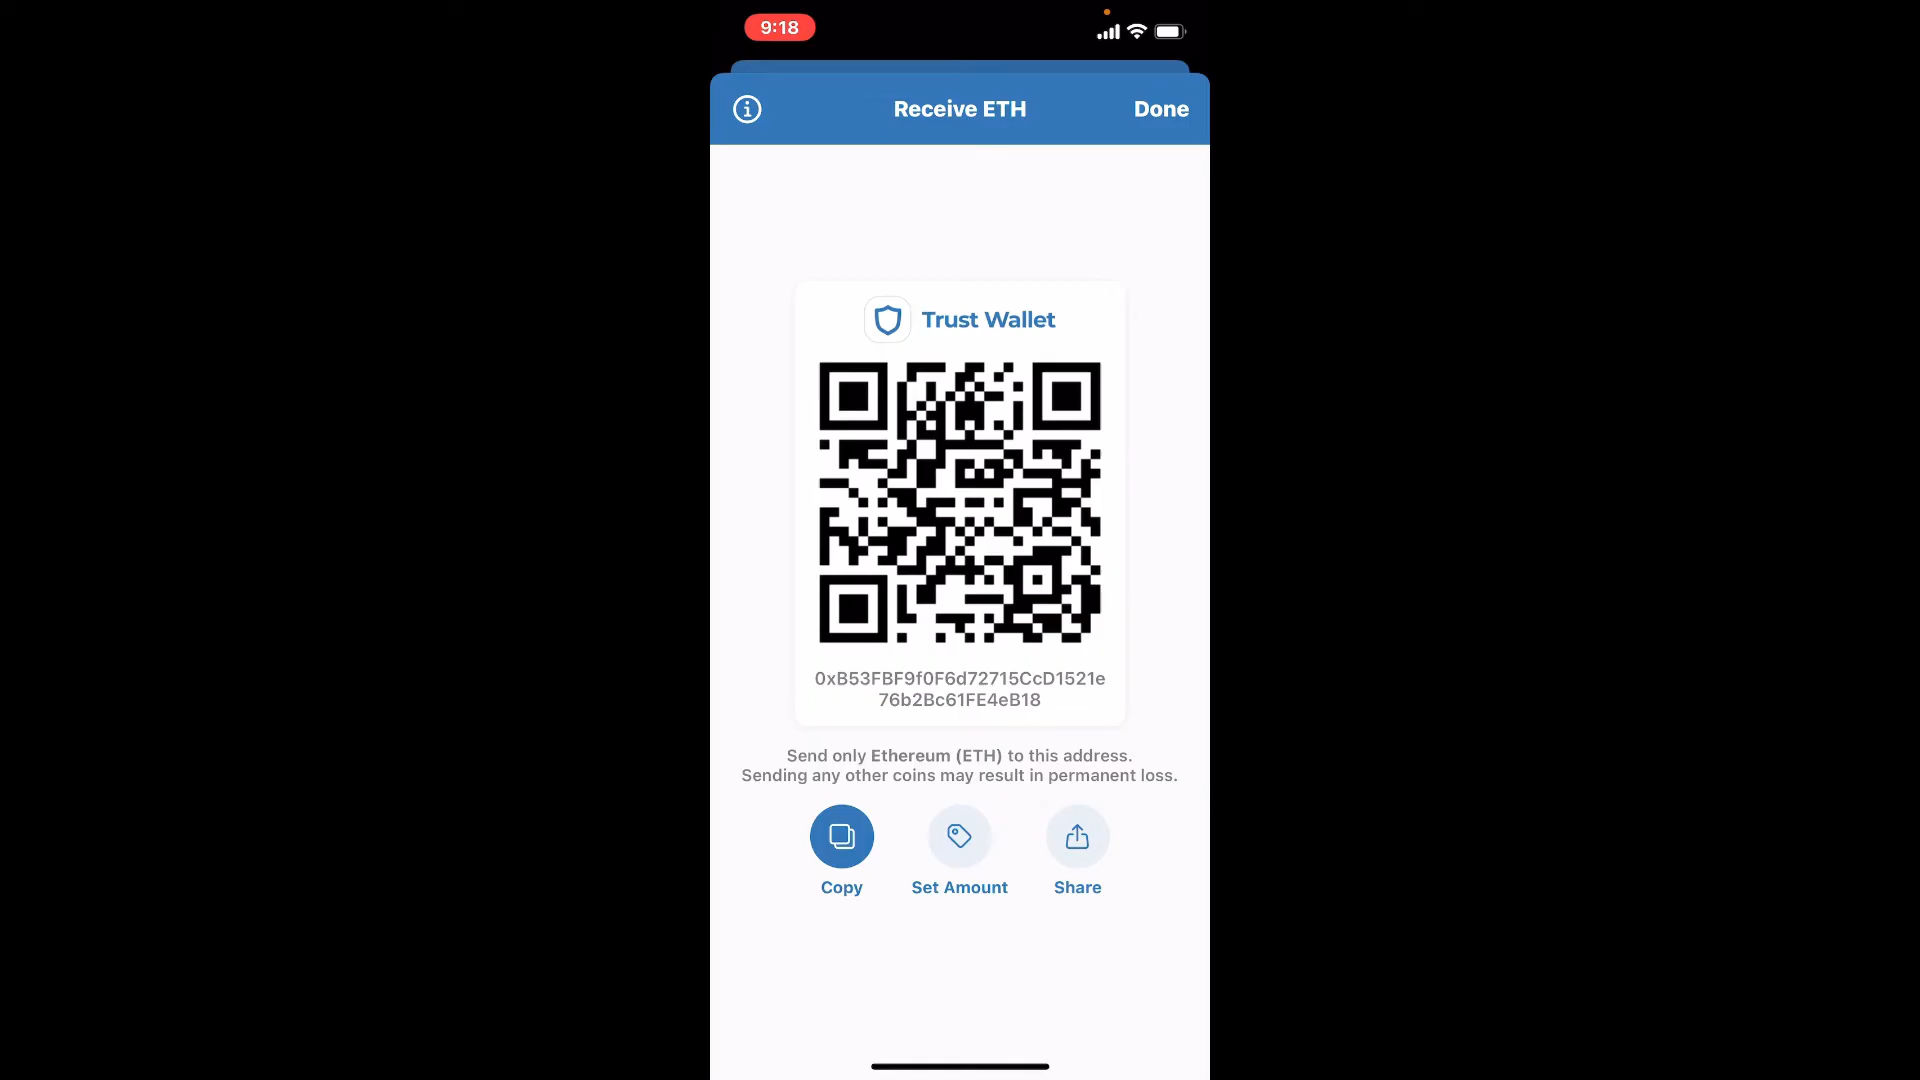 9:18
Receive ETH
Done
Trust Wallet
0xB53FBF9f0F6d72715CcD1521e
76b2Bc61FE4eB18
Send only Ethereum (ETH) to this address.
Sending any other coins may result in permanent loss.
Copy
Set Amount
Share